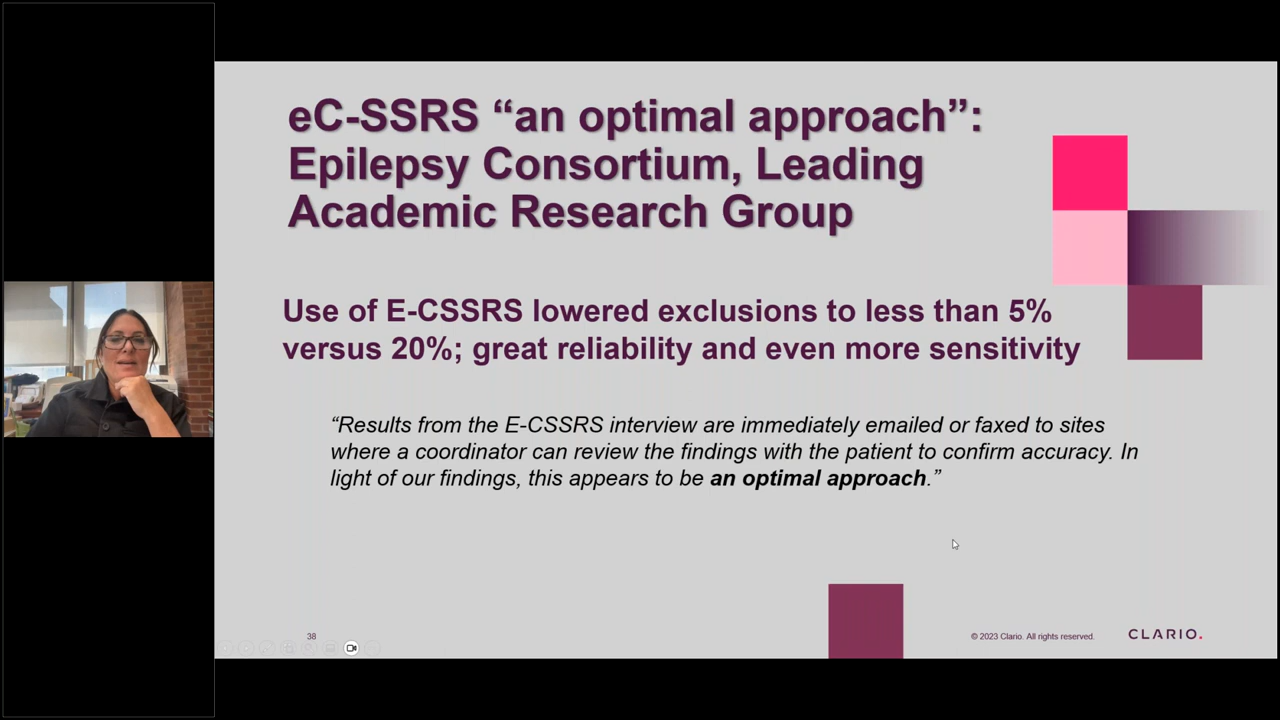 eC-SSRS “an optimal approach”:
Epilepsy Consortium, Leading
Academic Research Group
Use of E-CSSRS lowered exclusions to less than 5%
versus 20%; great reliability and even more sensitivity
“Results from the E-CSSRS interview are immediately emailed or faxed to sites
where a coordinator can review the findings with the patient to confirm accuracy. In
light of our findings, this appears to be an optimal approach.”
38
© 2023 Clario. All rights reserved.
CLARIO.